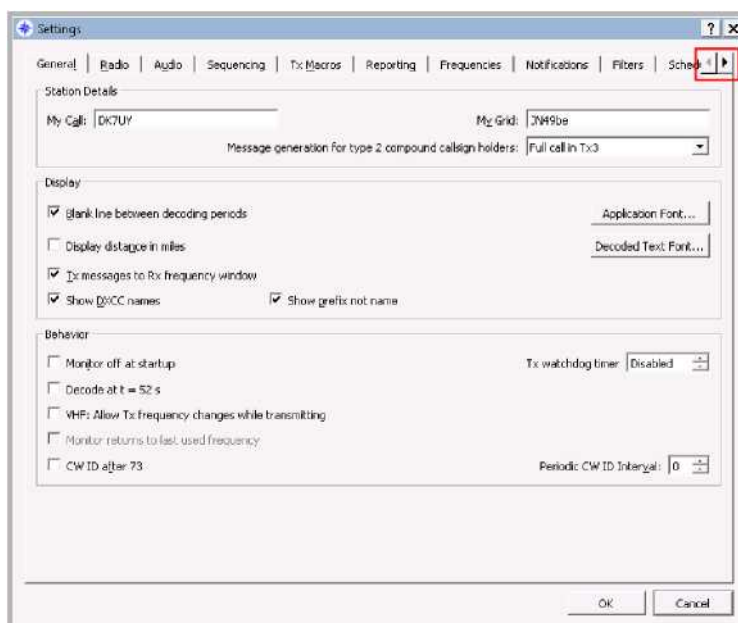 Settings
General Radio Audio Sequencing Tx Macros Reporting Frequencies Notifications Filters Sched
Station Details
My Call: DK7UY My Grid: JN49be
Message generation for type 2 compound callsign holders: Full call in Tx3
Display
Blank line between decoding periods Application Font...
Display distance in miles Decoded Text Font...
Tx messages to Rx frequency window
Show DXCC names Show prefix not name
Behavior
Monitor off at startup Tx watchdog timer Disabled
Decode at t = 52 s
VHF: Allow Tx frequency changes while transmitting
Monitor returns to last used frequency
CW ID after 73 Periodic CW ID Interval: 0
OK Cancel